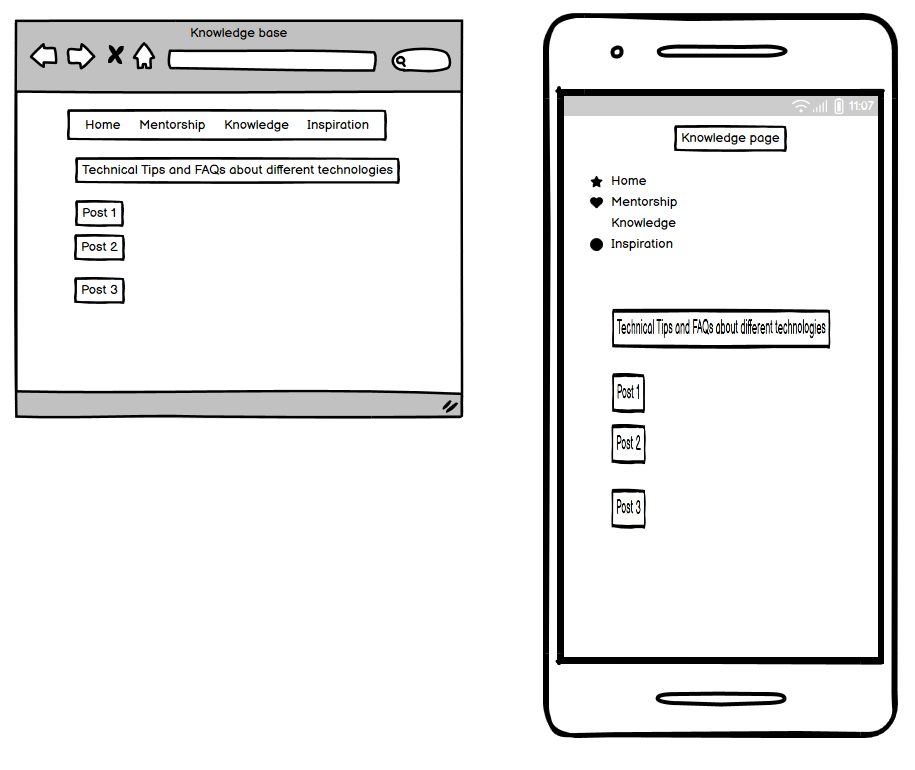 Knowledge base
Home Mentorship Knowledge Inspiration
Technical Tips and FAQs about different technologies
Post 1
Post 2
Post 3
11:07
Knowledge page
Home
Mentorship
Knowledge
Inspiration
Technical Tips and FAQs about different technologies
Post 1
Post 2
Post 3